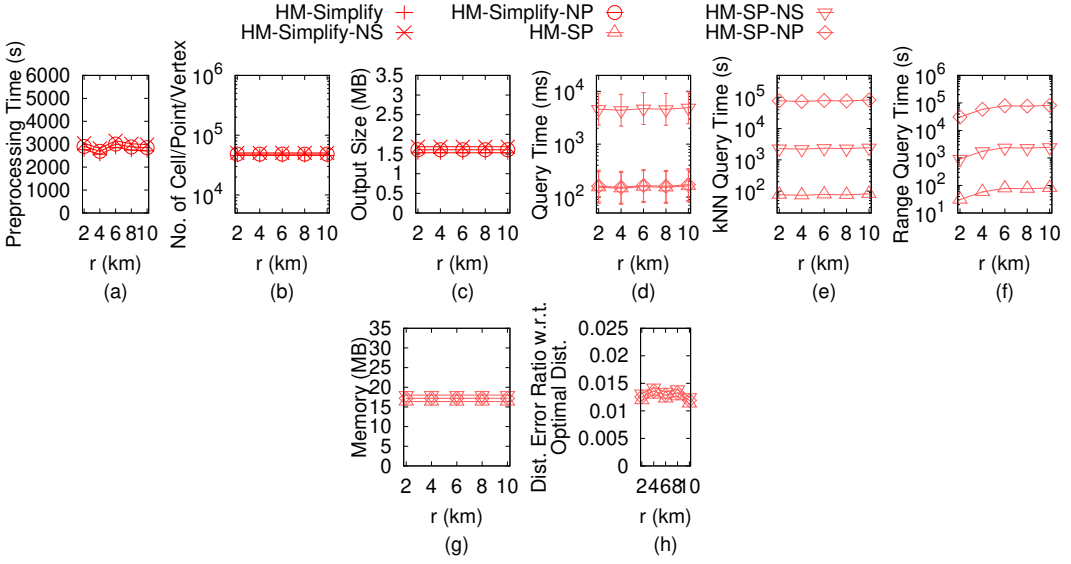 HM-Simplify
HM-Simplify-NS
HM-Simplify-NP
HM-SP
HM-SP-NS
HM-SP-NP
Preprocessing Time (s)
6000
5000
4000
3000
2000
1000
0
2 4 6 8 10
r (km)
(a)
No. of Cell/Point/Vertex
10^6
10^5
10^4
2 4 6 8 10
r (km)
(b)
Output Size (MB)
3.5
3
2.5
2
1.5
1
0.5
0
2 4 6 8 10
r (km)
(c)
Query Time (ms)
10^4
10^2
2 4 6 8 10
r (km)
(d)
kNN Query Time (s)
10^5
10^4
10^3
10^2
2 4 6 8 10
r (km)
(e)
Range Query Time (s)
10^6
10^5
10^4
10^3
10^2
10^1
2 4 6 8 10
r (km)
(f)
Memory (MB)
35
30
25
20
15
10
5
0
2 4 6 8 10
r (km)
(g)
Dist. Error Ratio w.r.t.
Optimal Dist.
0.025
0.02
0.015
0.01
0.005
0
2 4 6 8 10
r (km)
(h)